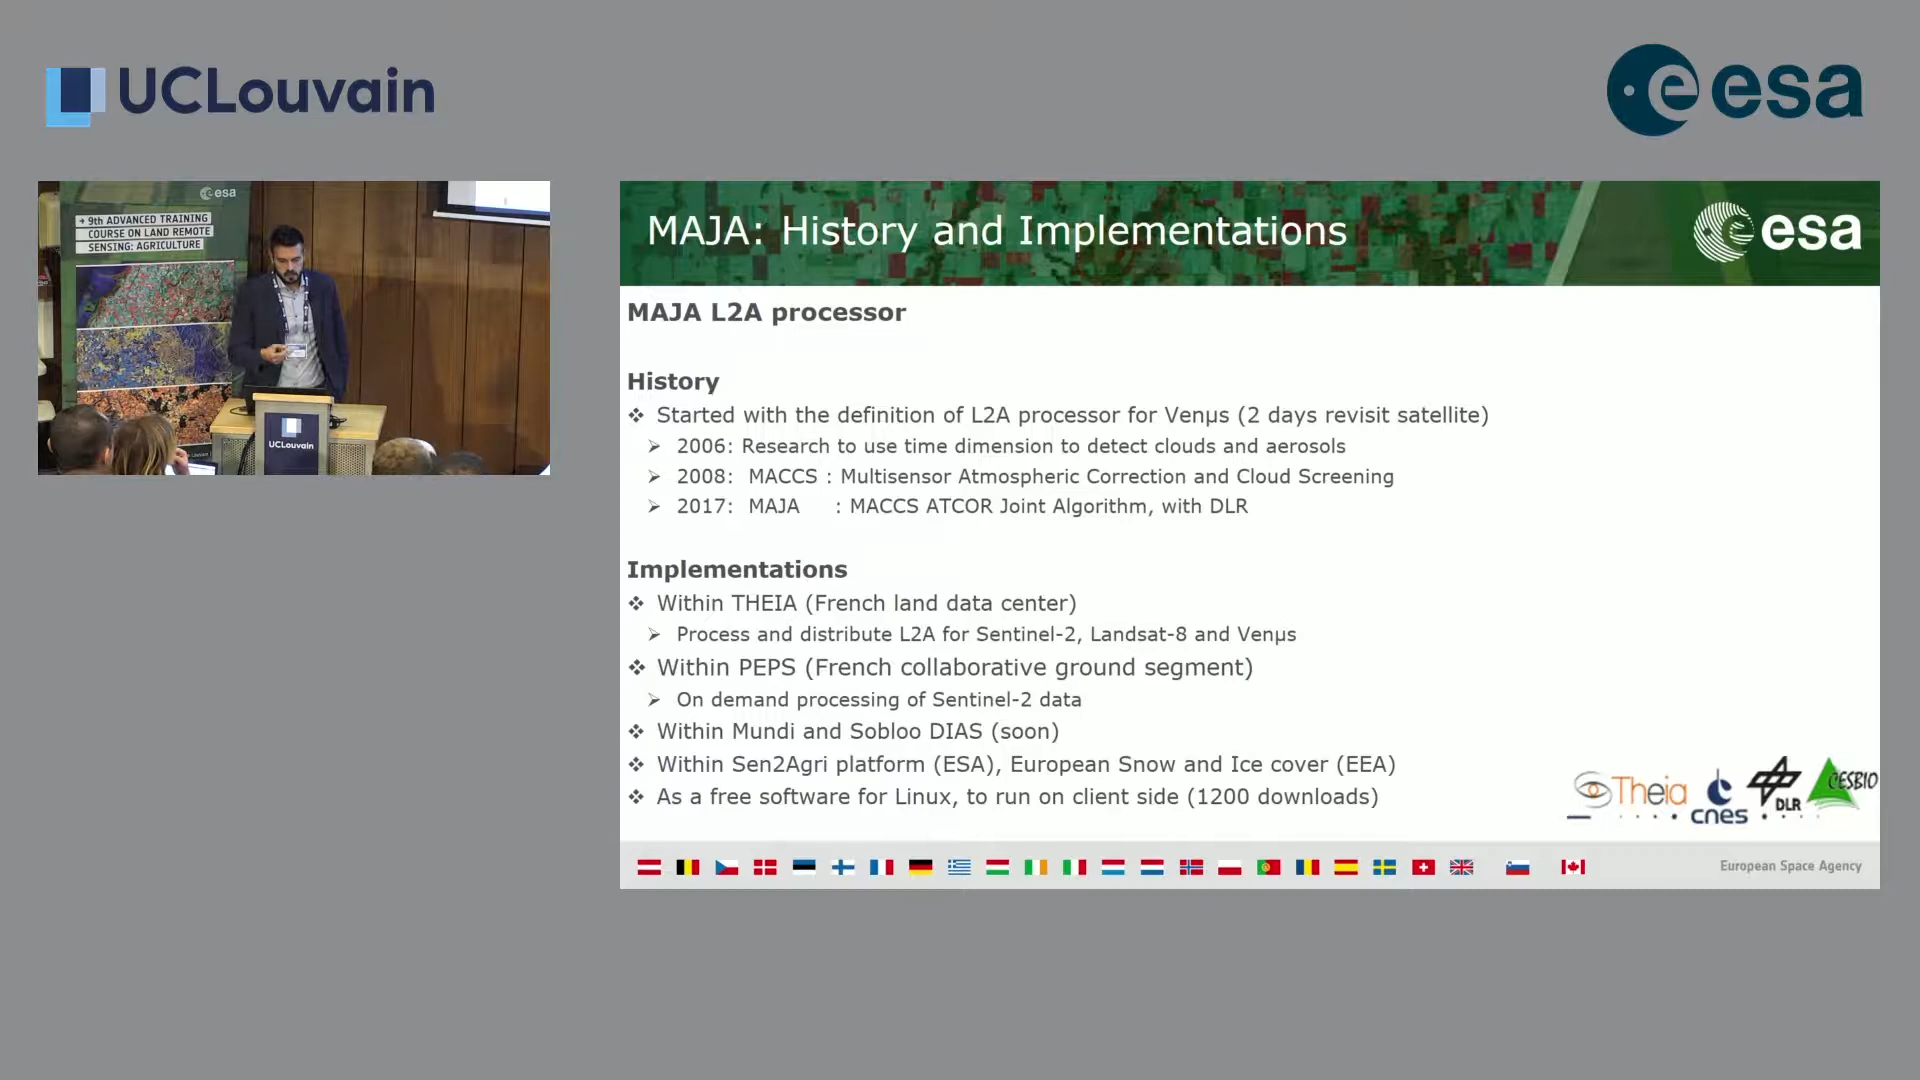 UCLouvain
esa
esa
→ 9th ADVANCED TRAINING
COURSE ON LAND REMOTE
SENSING: AGRICULTURE
UCLouvain
MAJA: History and Implementations
esa
MAJA L2A processor
History
❖ Started with the definition of L2A processor for Venµs (2 days revisit satellite)
➢ 2006: Research to use time dimension to detect clouds and aerosols
➢ 2008: MACCS : Multisensor Atmospheric Correction and Cloud Screening
➢ 2017: MAJA : MACCS ATCOR Joint Algorithm, with DLR
Implementations
❖ Within THEIA (French land data center)
➢ Process and distribute L2A for Sentinel-2, Landsat-8 and Venµs
❖ Within PEPS (French collaborative ground segment)
➢ On demand processing of Sentinel-2 data
❖ Within Mundi and Sobloo DIAS (soon)
❖ Within Sen2Agri platform (ESA), European Snow and Ice cover (EEA)
❖ As a free software for Linux, to run on client side (1200 downloads)
Theia
cnes
DLR
CESBIO
European Space Agency